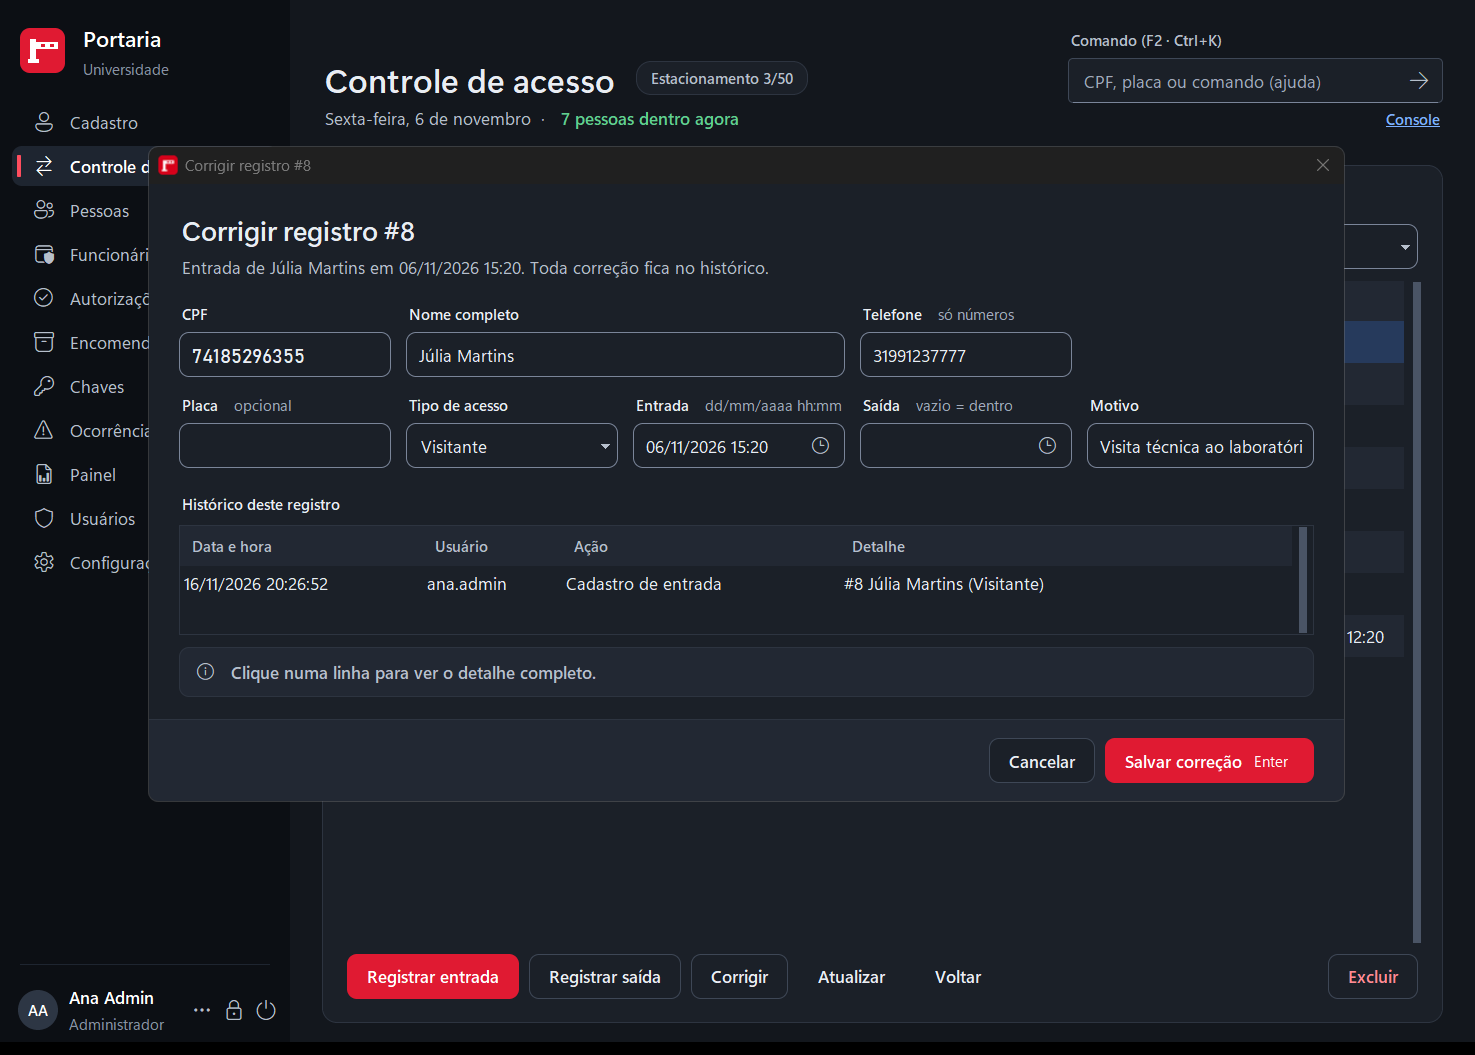 Portaria
Universidade
Cadastro
Controle d
Pessoas
Funcionári
Autorizaçõ
Encomend
Chaves
Ocorrência
Painel
Usuários
Configuraç
AA
Ana Admin
Administrador
Controle de acesso
Estacionamento 3/50
Sexta-feira, 6 de novembro · 7 pessoas dentro agora
Comando (F2 · Ctrl+K)
CPF, placa ou comando (ajuda)
Console
Corrigir registro #8
Corrigir registro #8
Entrada de Júlia Martins em 06/11/2026 15:20. Toda correção fica no histórico.
CPF
Nome completo
Telefone só números
74185296355
Júlia Martins
31991237777
Placa opcional
Tipo de acesso
Entrada dd/mm/aaaa hh:mm
Saída vazio = dentro
Motivo
Visitante
06/11/2026 15:20
Visita técnica ao laboratóri
Histórico deste registro
Data e hora Usuário Ação Detalhe
16/11/2026 20:26:52 ana.admin Cadastro de entrada #8 Júlia Martins (Visitante)
Clique numa linha para ver o detalhe completo.
Cancelar
Salvar correção Enter
12:20
Registrar entrada
Registrar saída
Corrigir
Atualizar
Voltar
Excluir